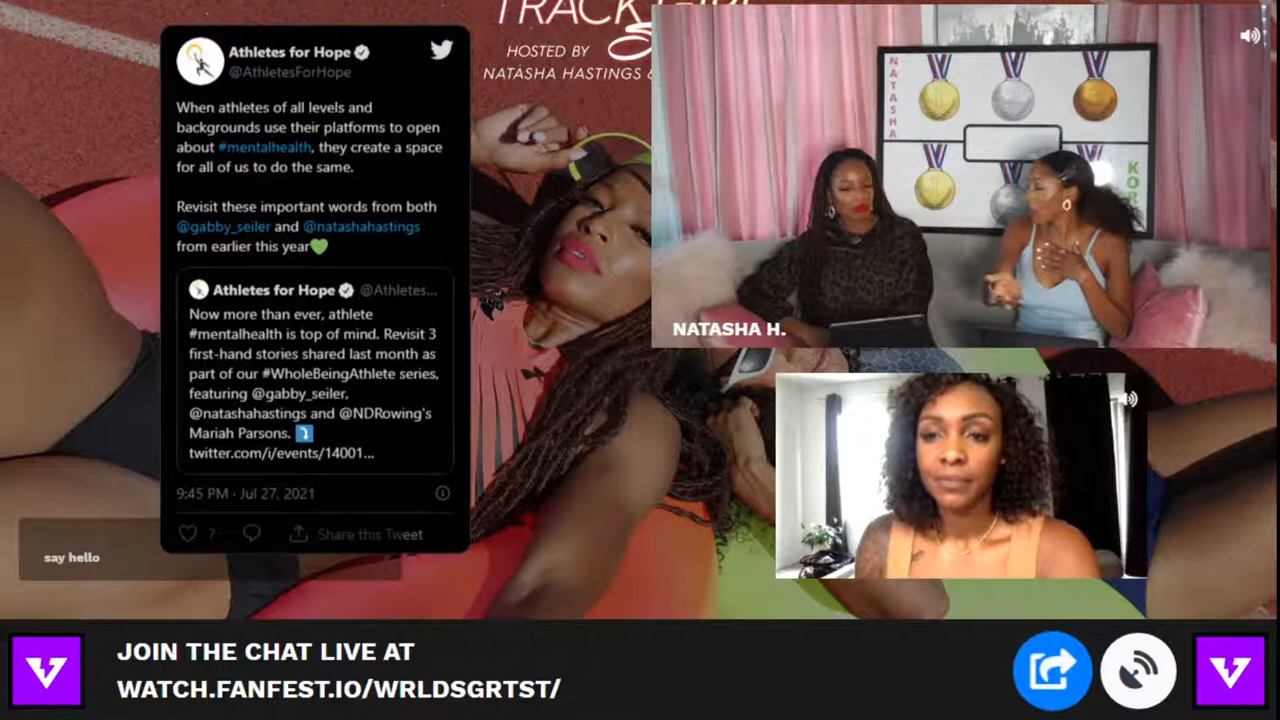 TRACK
HOSTED BY
NATASHA HASTINGS &
Athletes for Hope
@AthletesForHope
When athletes of all levels and
backgrounds use their platforms to open
about #mentalhealth, they create a space
for all of us to do the same.
Revisit these important words from both
@gabby_seiler and @natashahastings
from earlier this year💚
Athletes for Hope @Athletes...
Now more than ever, athlete
#mentalhealth is top of mind. Revisit 3
first-hand stories shared last month as
part of our #WholeBeingAthlete series,
featuring @gabby_seiler,
@natashahastings and @NDRowing's
Mariah Parsons. ⤵️
twitter.com/i/events/14001...
9:45 PM · Jul 27, 2021
7
Share this Tweet
say hello
NATASHA
KOR
NATASHA H.
JOIN THE CHAT LIVE AT
WATCH.FANFEST.IO/WRLDSGRTST/